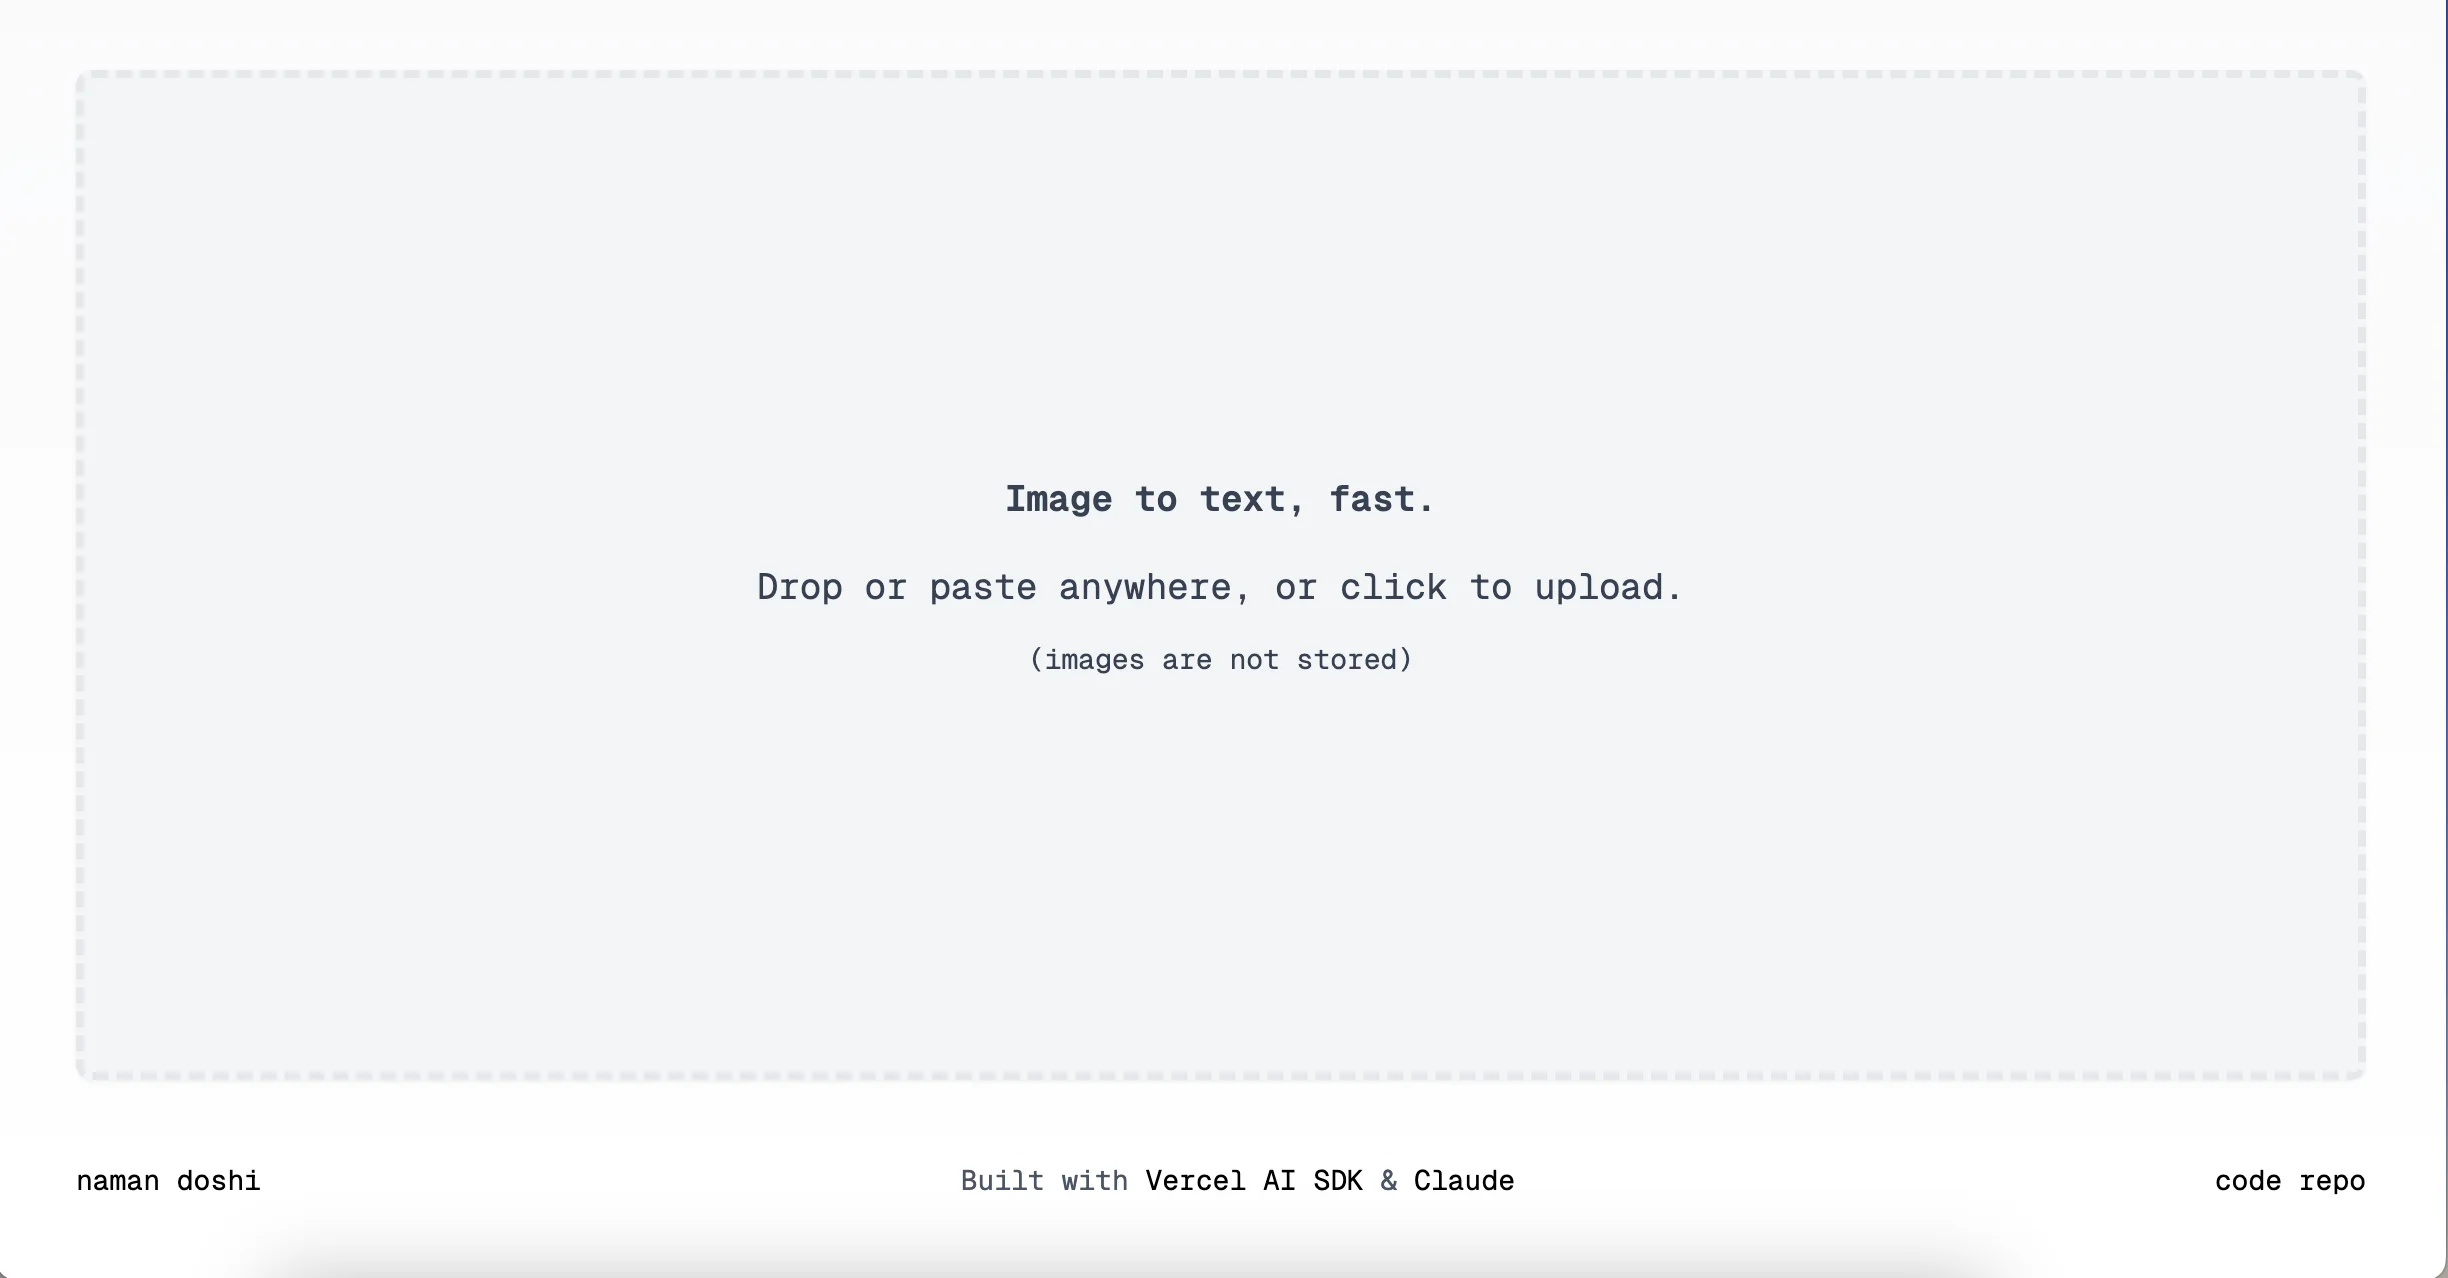 Image to text, fast.
Drop or paste anywhere, or click to upload.
(images are not stored)
naman doshi
Built with Vercel AI SDK & Claude
code repo